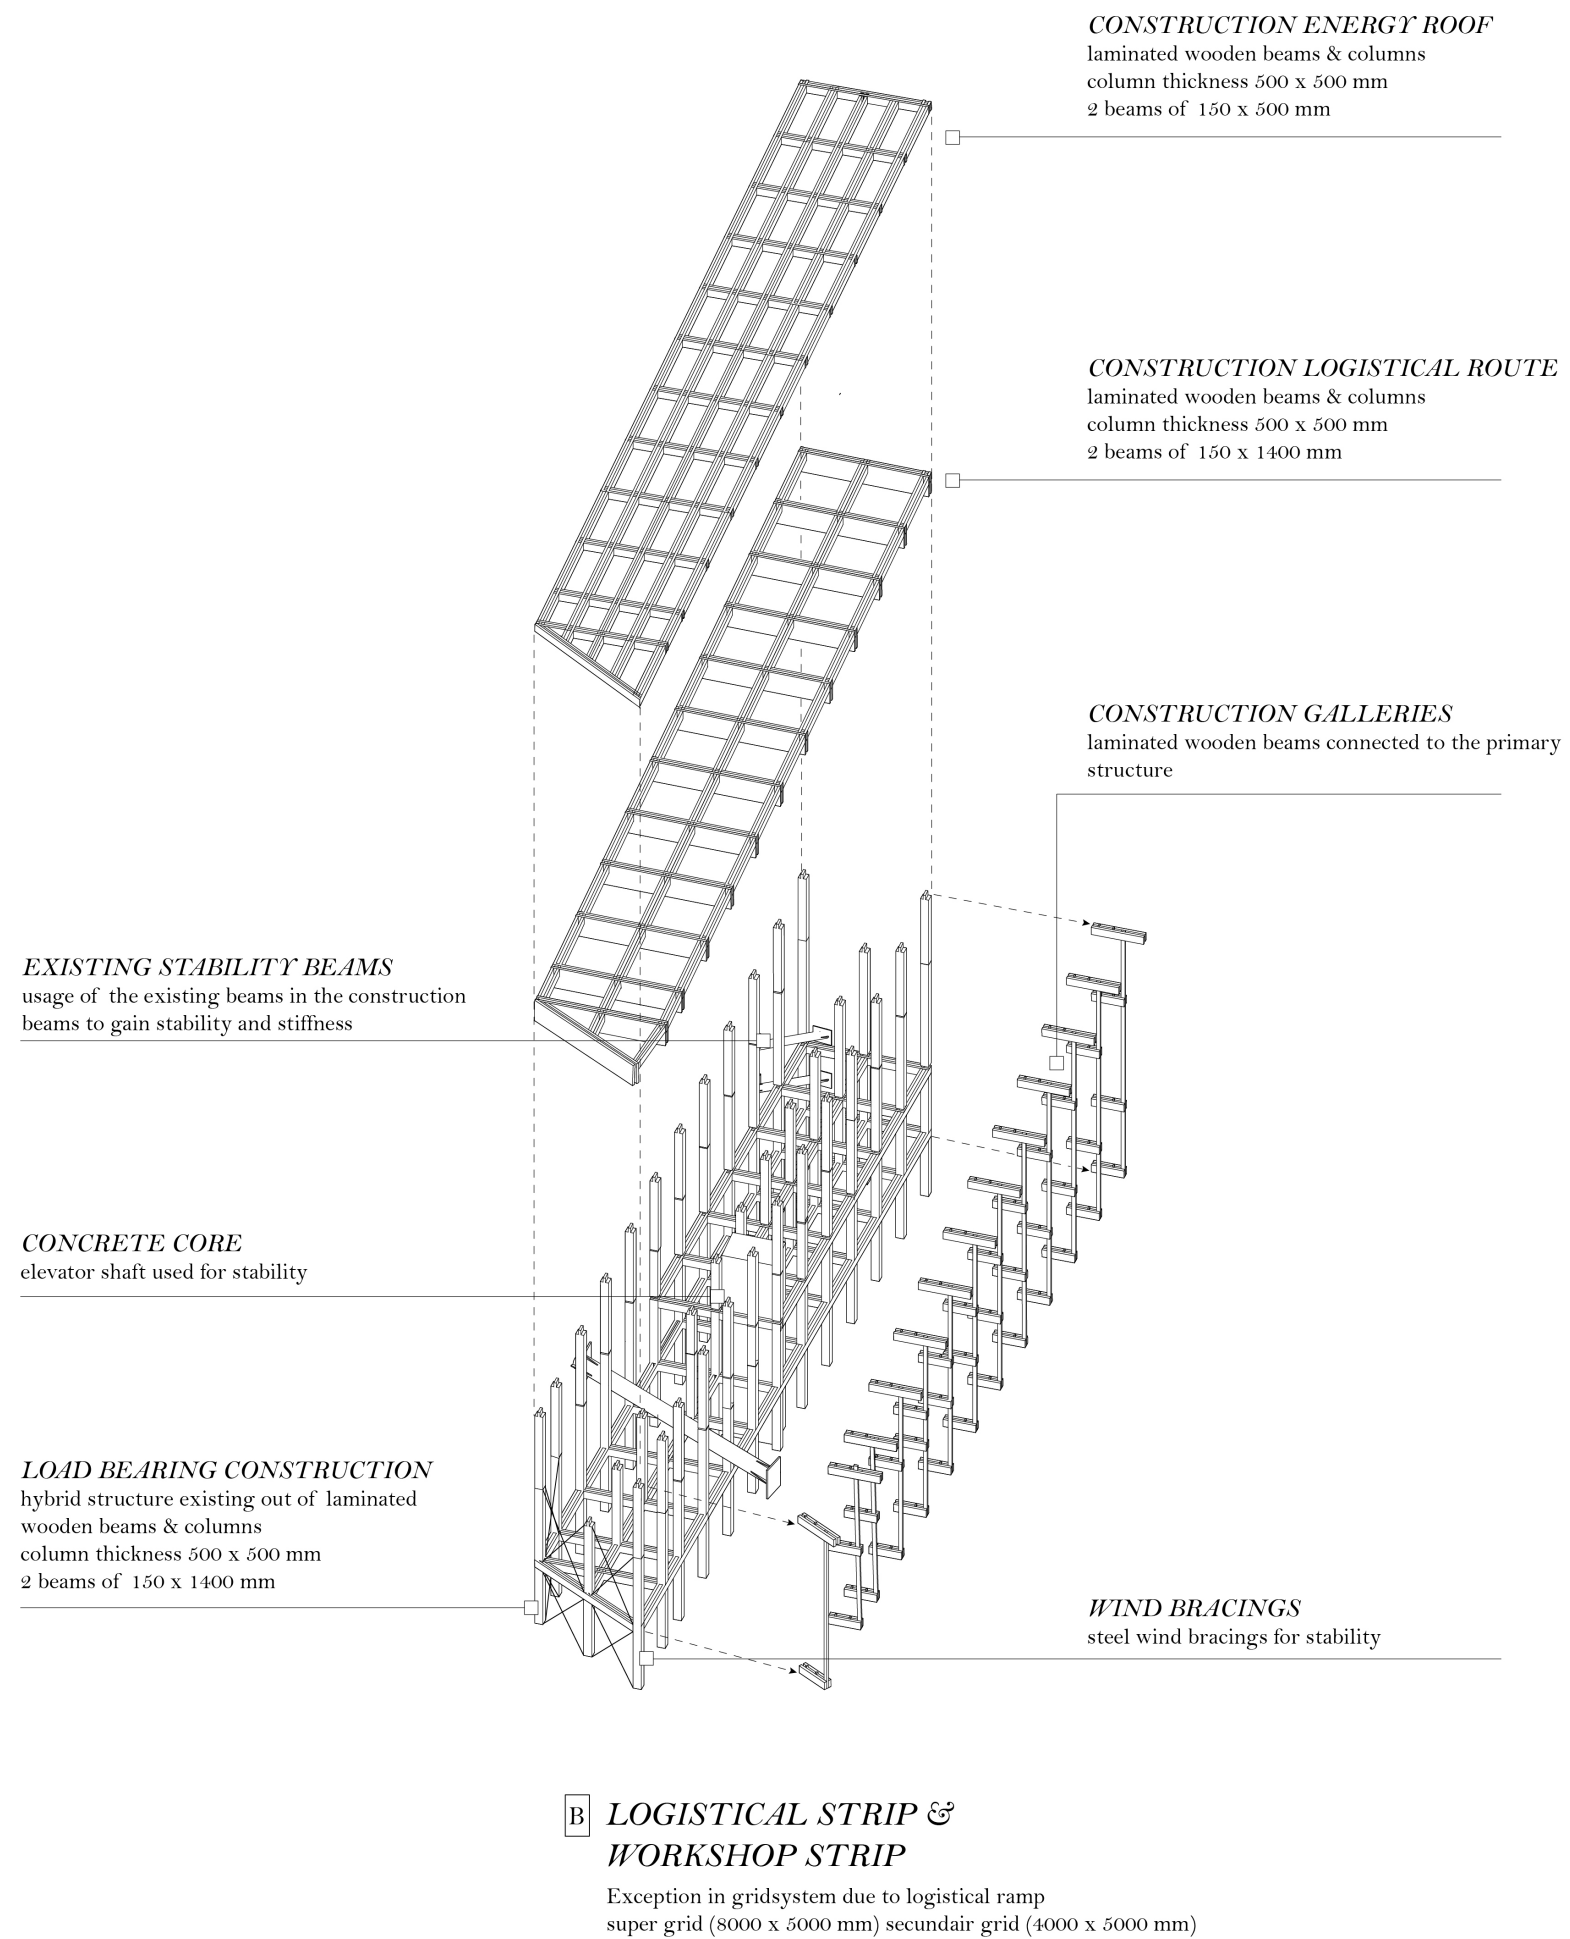 CONSTRUCTION ENERGY ROOF
laminated wooden beams & columns
column thickness 500 x 500 mm
2 beams of 150 x 500 mm
CONSTRUCTION LOGISTICAL ROUTE
laminated wooden beams & columns
column thickness 500 x 500 mm
2 beams of 150 x 1400 mm
CONSTRUCTION GALLERIES
laminated wooden beams connected to the primary
structure
EXISTING STABILITY BEAMS
usage of the existing beams in the construction
beams to gain stability and stiffness
CONCRETE CORE
elevator shaft used for stability
LOAD BEARING CONSTRUCTION
hybrid structure existing out of laminated
wooden beams & columns
column thickness 500 x 500 mm
2 beams of 150 x 1400 mm
WIND BRACINGS
steel wind bracings for stability
B LOGISTICAL STRIP &
WORKSHOP STRIP
Exception in gridsystem due to logistical ramp
super grid (8000 x 5000 mm) secundair grid (4000 x 5000 mm)